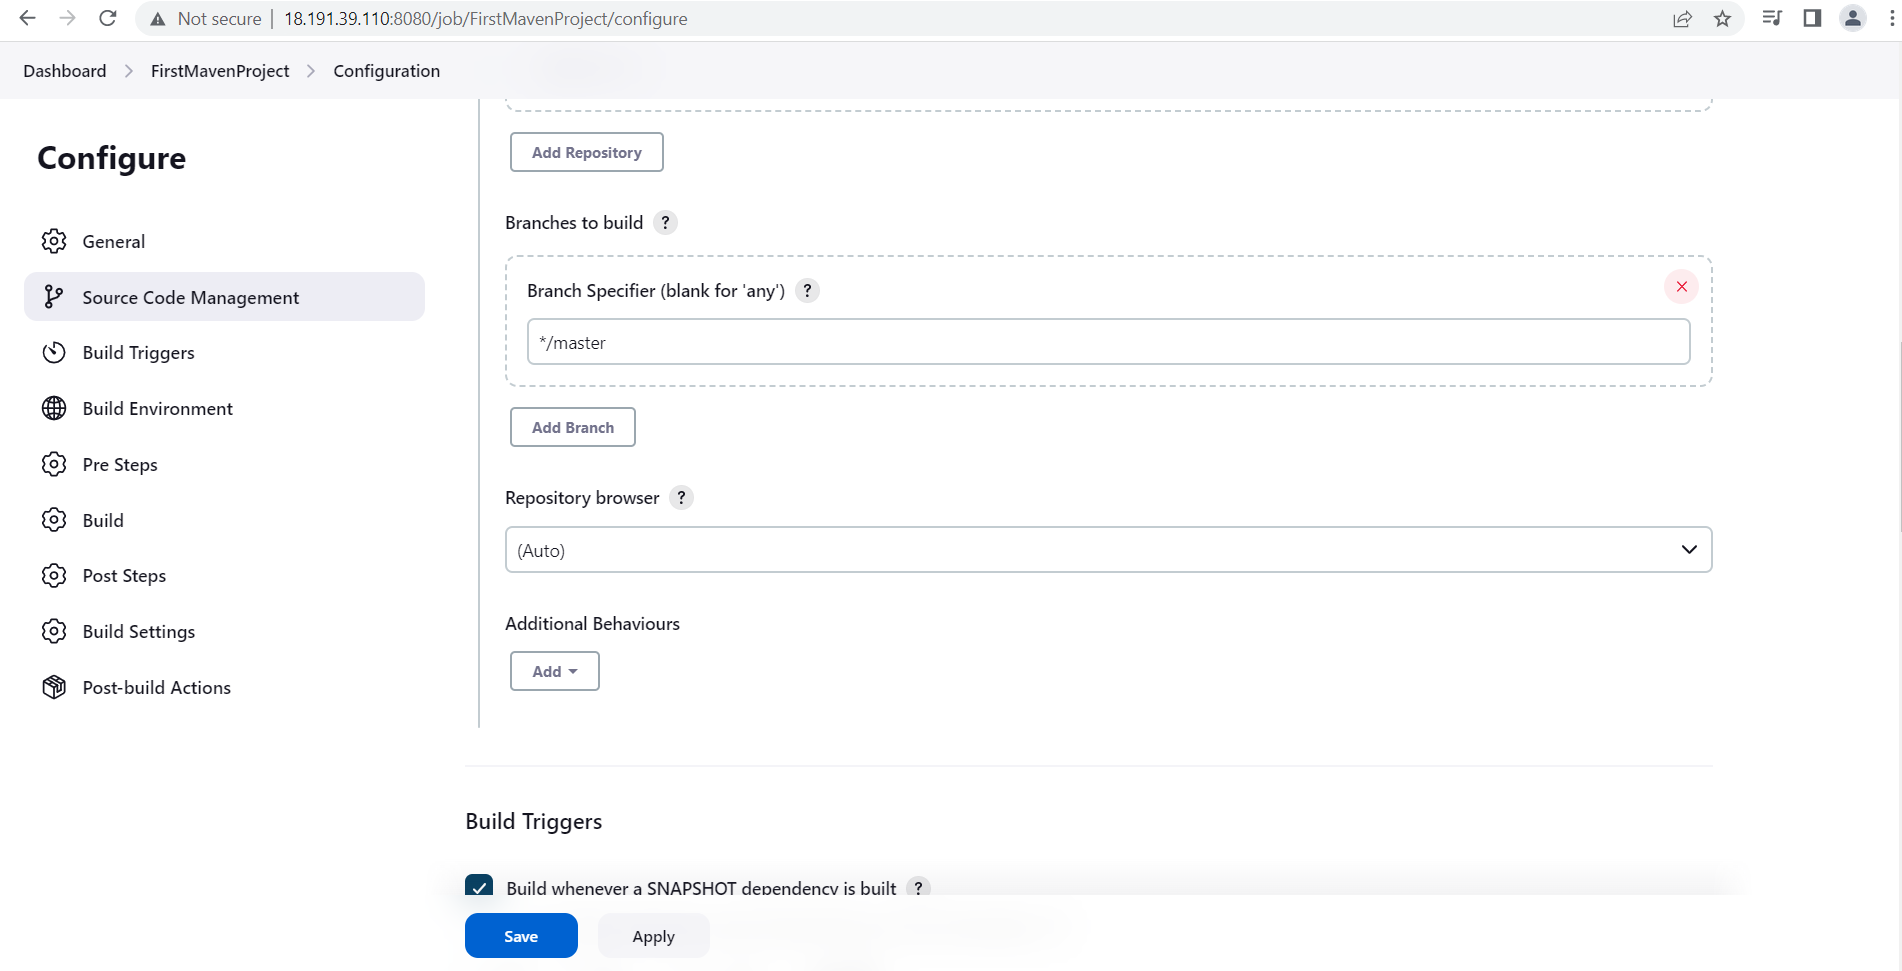 Not secure | 18.191.39.110:8080/job/FirstMavenProject/configure
Dashboard > FirstMavenProject > Configuration
Configure
General
Source Code Management
Build Triggers
Build Environment
Pre Steps
Build
Post Steps
Build Settings
Post-build Actions
Add Repository
Branches to build ?
Branch Specifier (blank for 'any') ?
*/master
Add Branch
Repository browser ?
(Auto)
Additional Behaviours
Add
Build Triggers
Build whenever a SNAPSHOT dependency is built ?
Save Apply